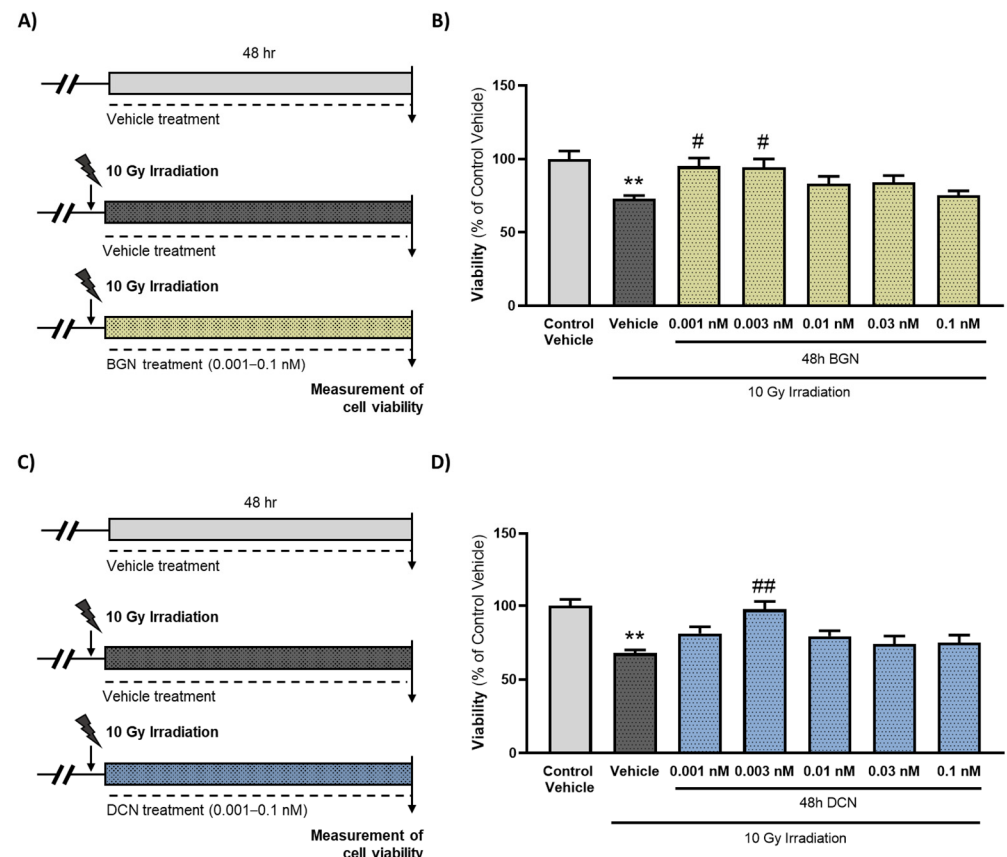 A)
48 hr
Vehicle treatment
10 Gy Irradiation
Vehicle treatment
10 Gy Irradiation
BGN treatment (0.001–0.1 nM)
Measurement of
cell viability
B)
Viability (% of Control Vehicle)
150
100
50
0
**
#
#
Control
Vehicle
Vehicle
0.001 nM
0.003 nM
0.01 nM
0.03 nM
0.1 nM
48h BGN
10 Gy Irradiation
C)
48 hr
Vehicle treatment
10 Gy Irradiation
Vehicle treatment
10 Gy Irradiation
DCN treatment (0.001–0.1 nM)
Measurement of
cell viability
D)
Viability (% of Control Vehicle)
150
100
50
0
**
##
Control
Vehicle
Vehicle
0.001 nM
0.003 nM
0.01 nM
0.03 nM
0.1 nM
48h DCN
10 Gy Irradiation